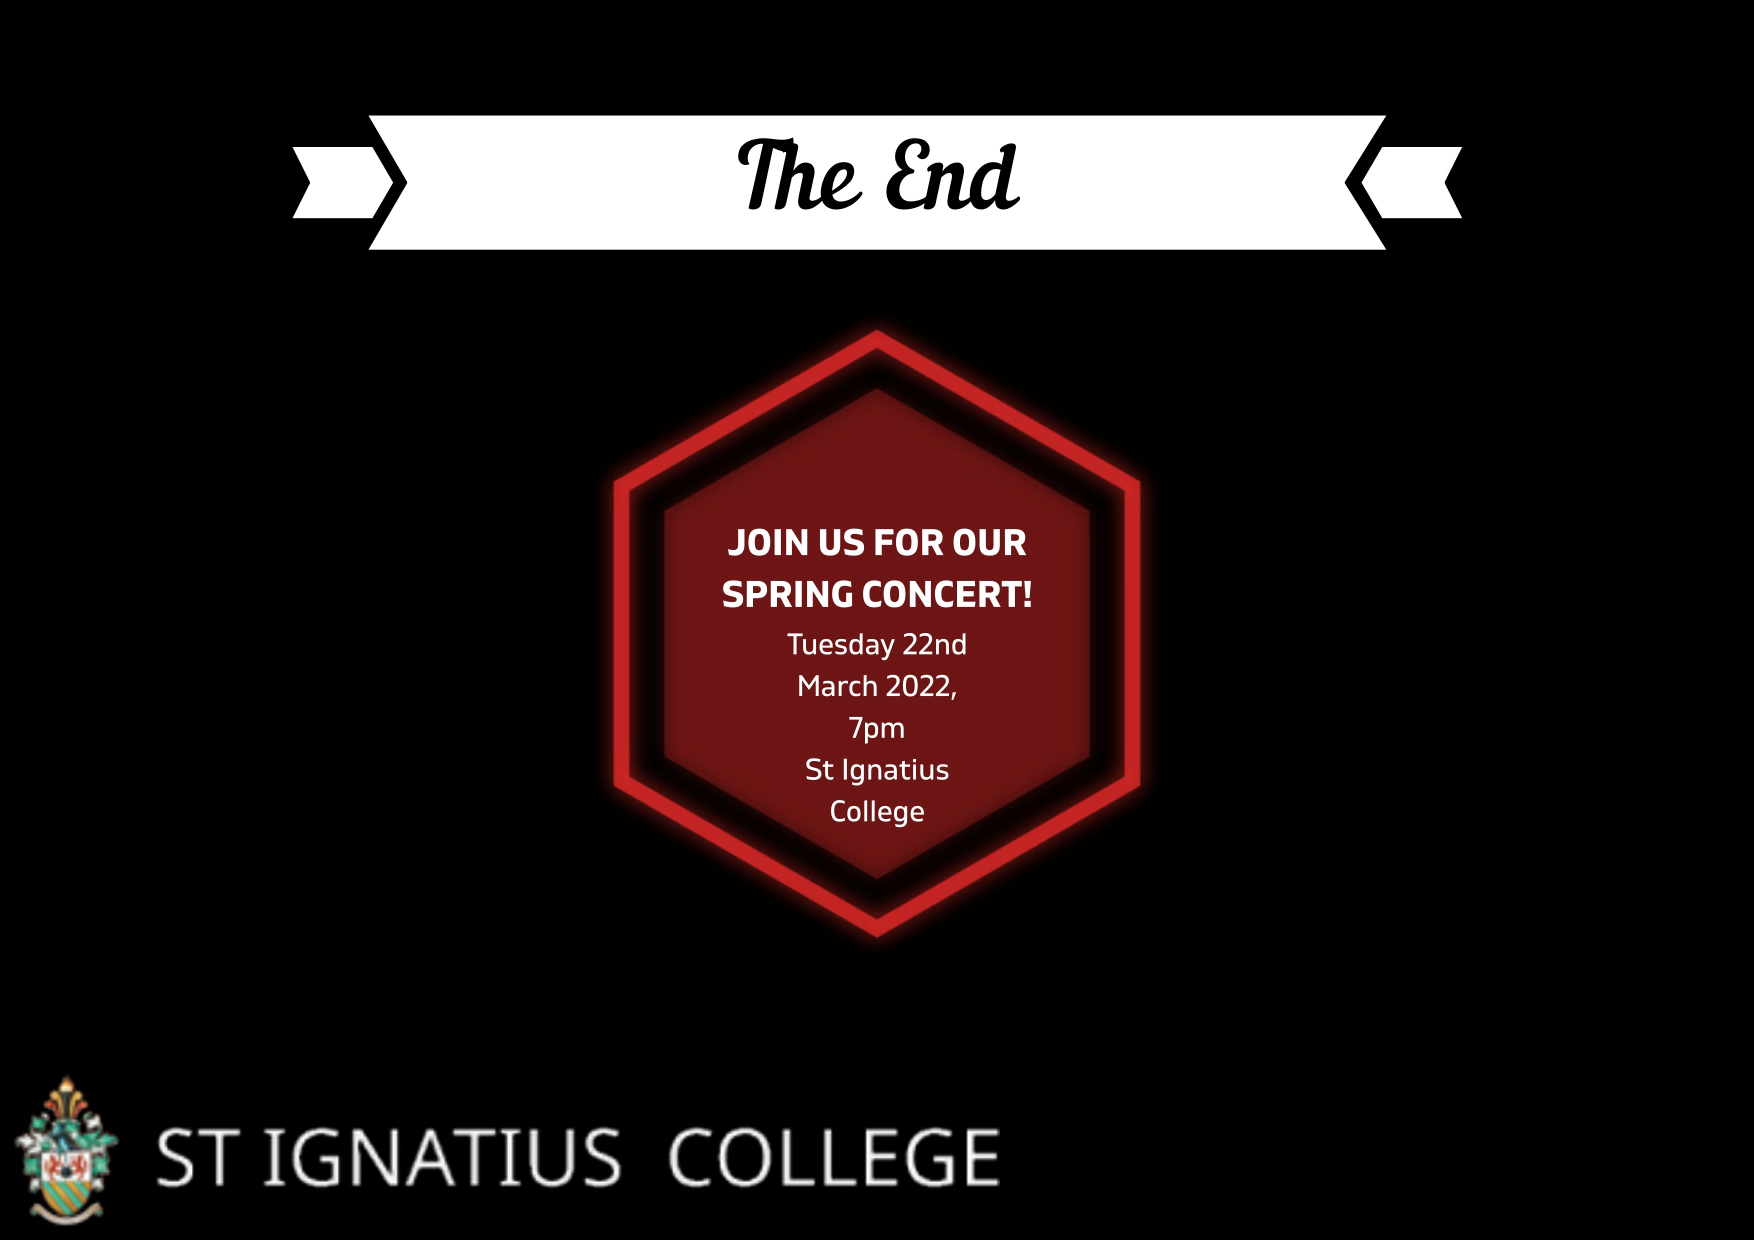 The End
JOIN US FOR OUR
SPRING CONCERT!
Tuesday 22nd
March 2022,
7pm
St Ignatius
College
ST IGNATIUS COLLEGE